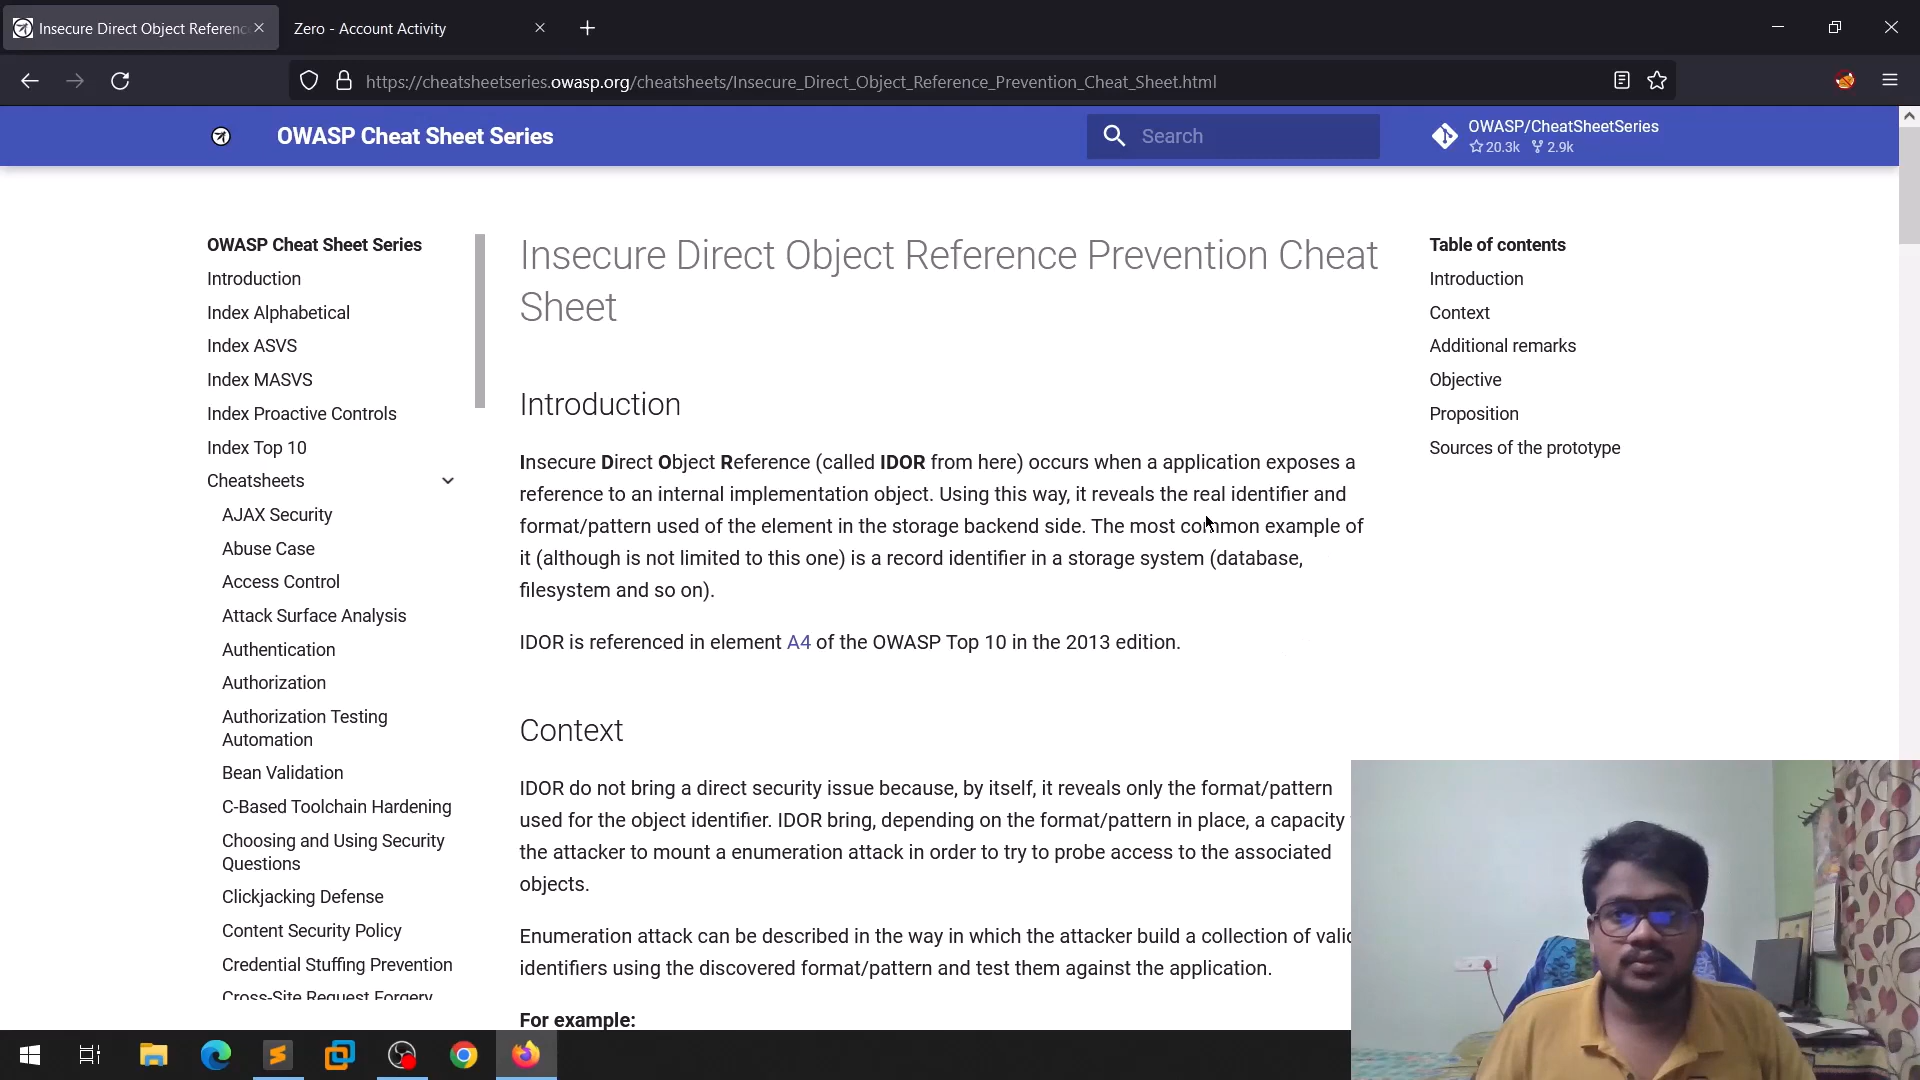 Insecure Direct Object Referenc
Zero - Account Activity
https://cheatsheetseries.owasp.org/cheatsheets/Insecure_Direct_Object_Reference_Prevention_Cheat_Sheet.html
OWASP Cheat Sheet Series
Search
OWASP/CheatSheetSeries
20.3k 2.9k
OWASP Cheat Sheet Series
Introduction
Index Alphabetical
Index ASVS
Index MASVS
Index Proactive Controls
Index Top 10
Cheatsheets
AJAX Security
Abuse Case
Access Control
Attack Surface Analysis
Authentication
Authorization
Authorization Testing
Automation
Bean Validation
C-Based Toolchain Hardening
Choosing and Using Security
Questions
Clickjacking Defense
Content Security Policy
Credential Stuffing Prevention
Cross-Site Request Forgery
Insecure Direct Object Reference Prevention Cheat
Sheet
Introduction
Insecure Direct Object Reference (called IDOR from here) occurs when a application exposes a
reference to an internal implementation object. Using this way, it reveals the real identifier and
format/pattern used of the element in the storage backend side. The most common example of
it (although is not limited to this one) is a record identifier in a storage system (database,
filesystem and so on).
IDOR is referenced in element A4 of the OWASP Top 10 in the 2013 edition.
Context
IDOR do not bring a direct security issue because, by itself, it reveals only the format/pattern
used for the object identifier. IDOR bring, depending on the format/pattern in place, a capacity
the attacker to mount a enumeration attack in order to try to probe access to the associated
objects.
Enumeration attack can be described in the way in which the attacker build a collection of valid
identifiers using the discovered format/pattern and test them against the application.
For example:
Table of contents
Introduction
Context
Additional remarks
Objective
Proposition
Sources of the prototype